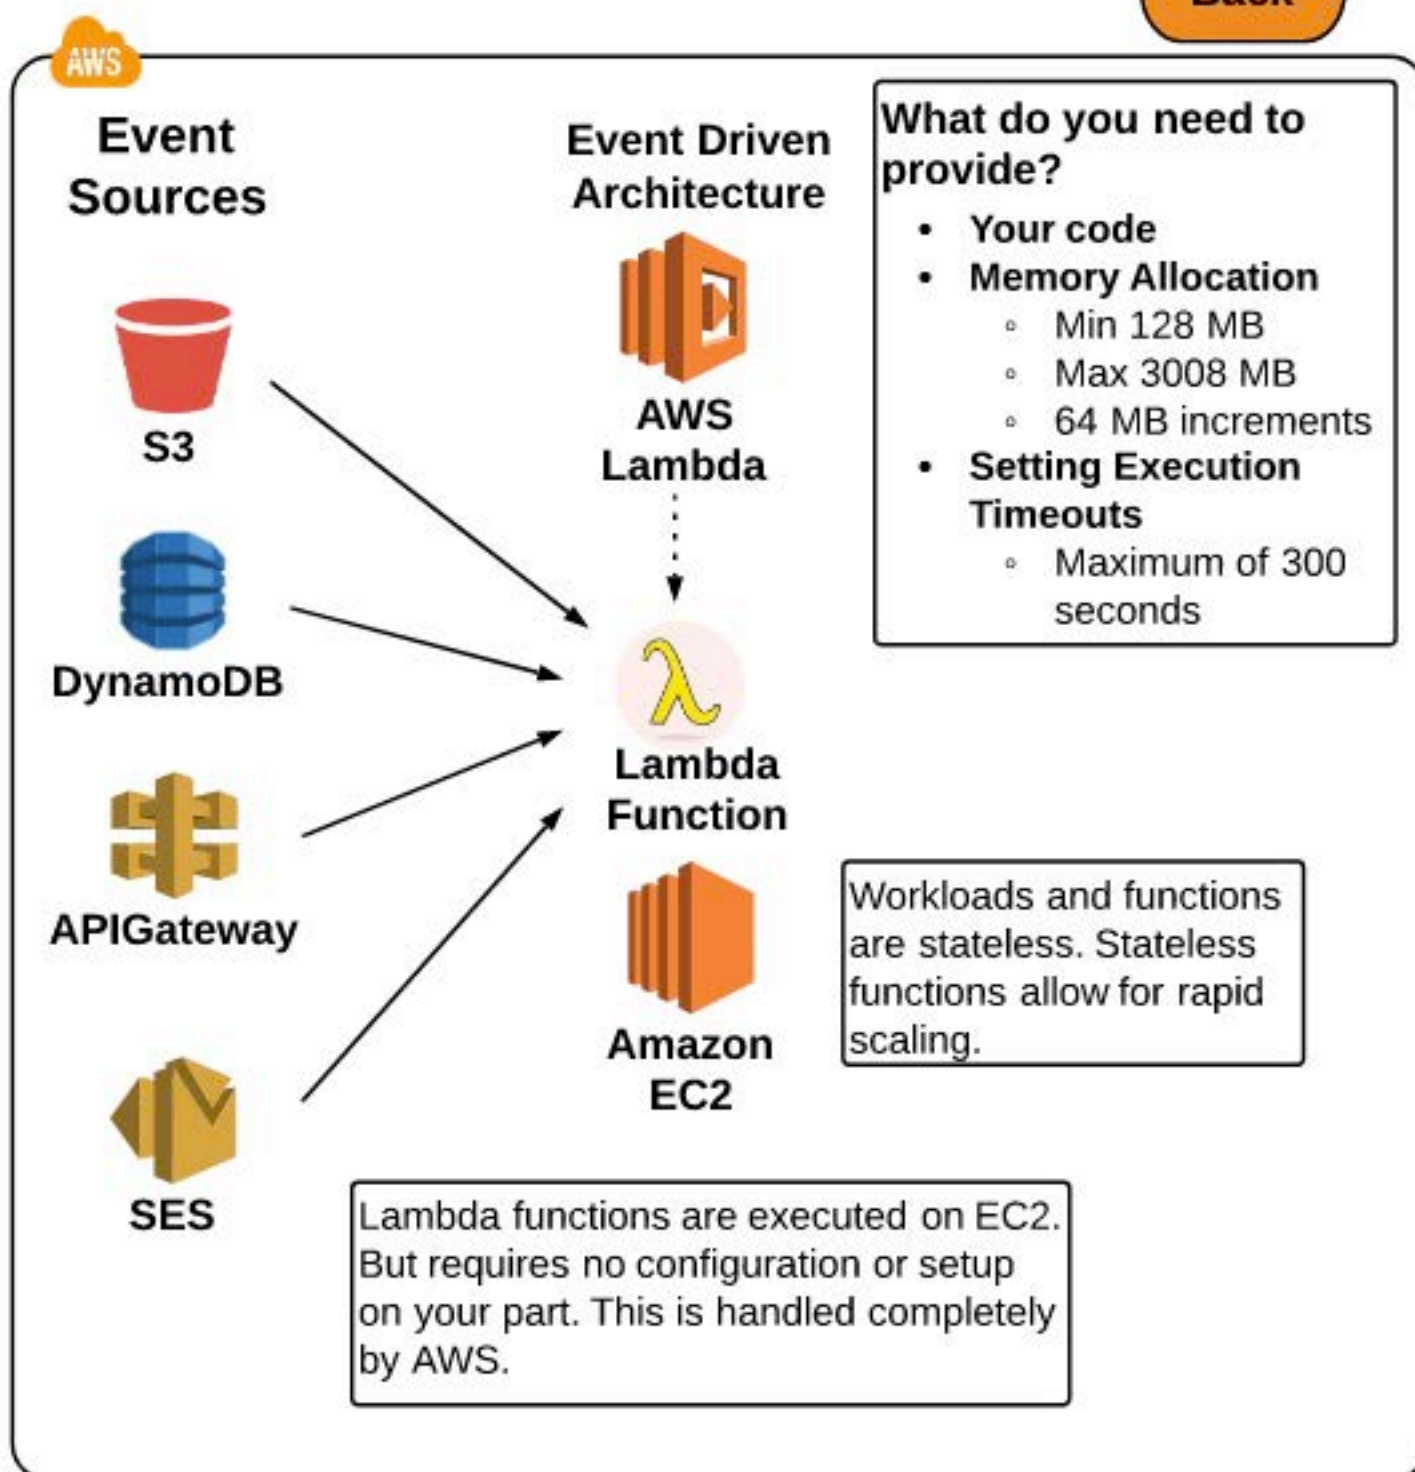 Back
AWS
Event
Sources
S3
DynamoDB
APIGateway
SES
Event Driven
Architecture
AWS
Lambda
λ
Lambda
Function
Amazon
EC2
What do you need to
provide?
• Your code
• Memory Allocation
◦ Min 128 MB
◦ Max 3008 MB
◦ 64 MB increments
• Setting Execution
Timeouts
◦ Maximum of 300
seconds
Workloads and functions
are stateless. Stateless
functions allow for rapid
scaling.
Lambda functions are executed on EC2.
But requires no configuration or setup
on your part. This is handled completely
by AWS.